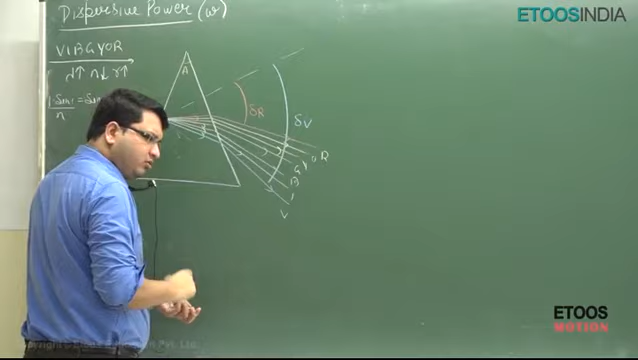 Dispersive Power (ω)
ETOOSINDIA
VIBGYOR
λ↑ n↓ r↑
A
δR
δV
G Y O R
B
I
V
n
ETOOS
MOTION